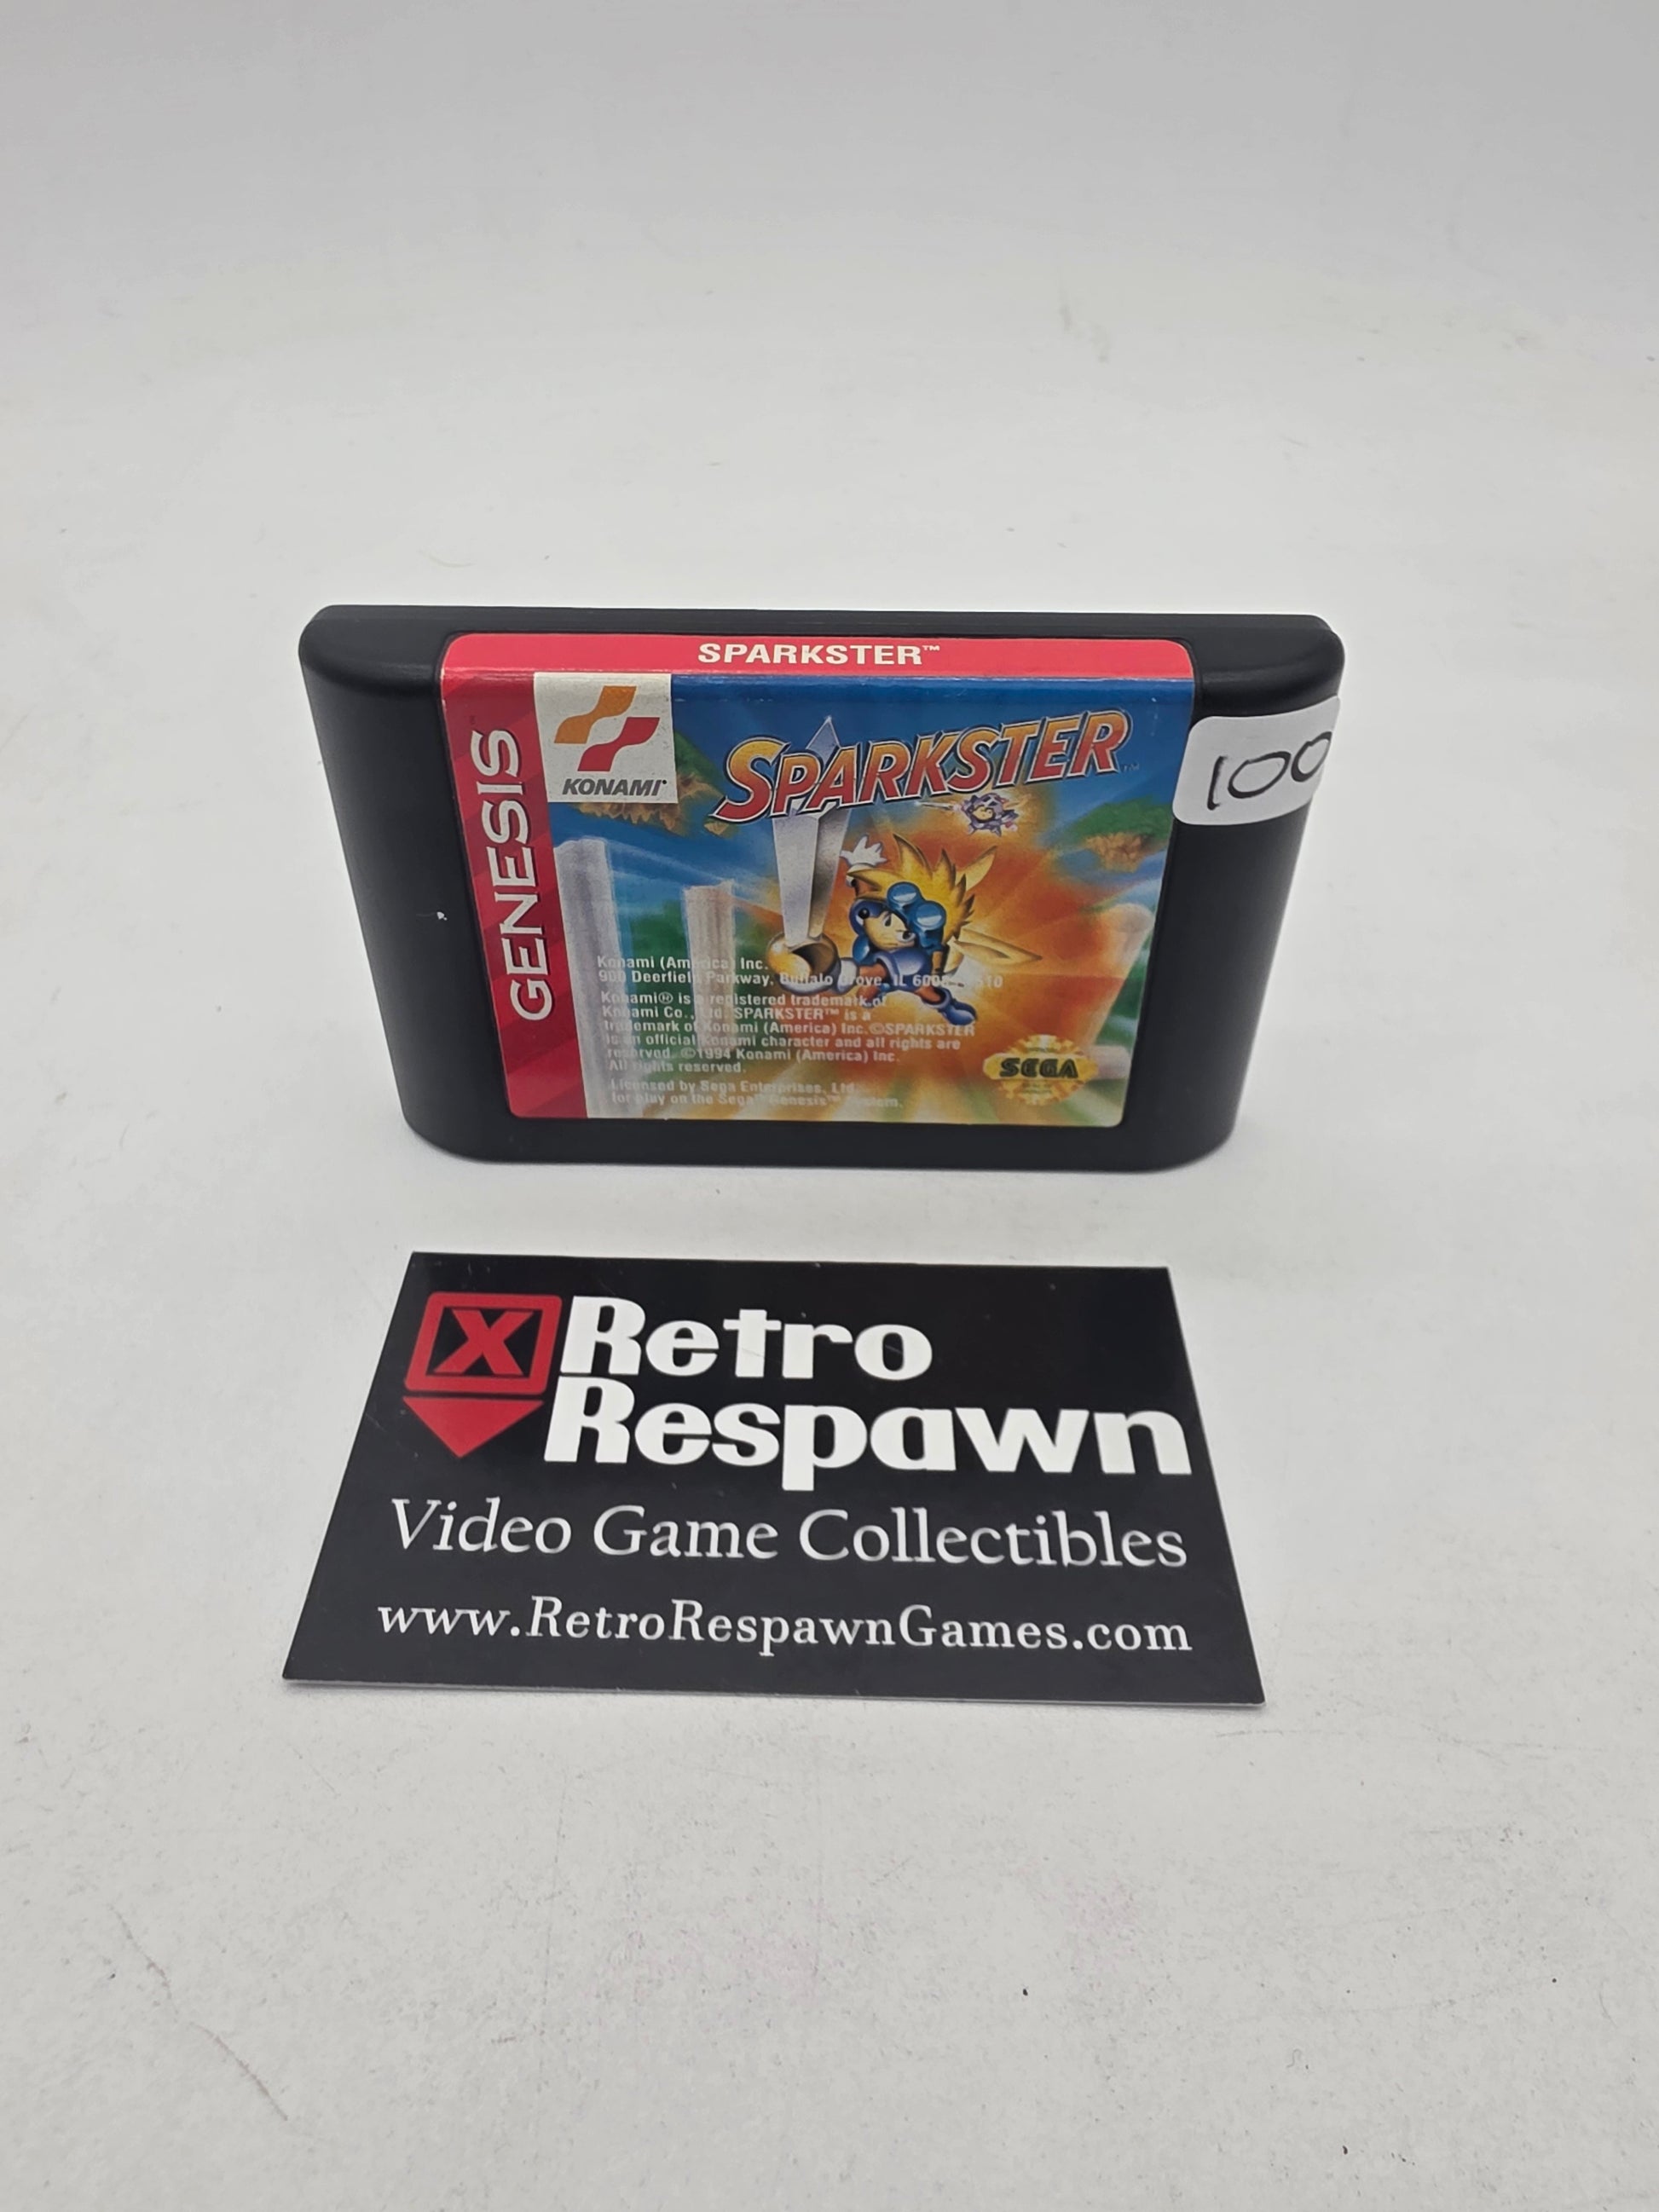 SPARKSTER™
GENESIS
KONAMI®
SPARKSTER™
100
Konami (America) Inc.
900 Deerfield Parkway, Buffalo Grove, IL
Konami® is a registered trademark of
Konami Co., Ltd. SPARKSTER™ is a
trademark of Konami (America) Inc. ©SPARKSTER
is an official Konami character and all rights are
reserved. ©1994 Konami (America) Inc.
All rights reserved.
Licensed by Sega Enterprises, Ltd.
for play on the Sega™ Genesis™ System.
SEGA
X Retro
Respawn
Video Game Collectibles
www.RetroRespawnGames.com